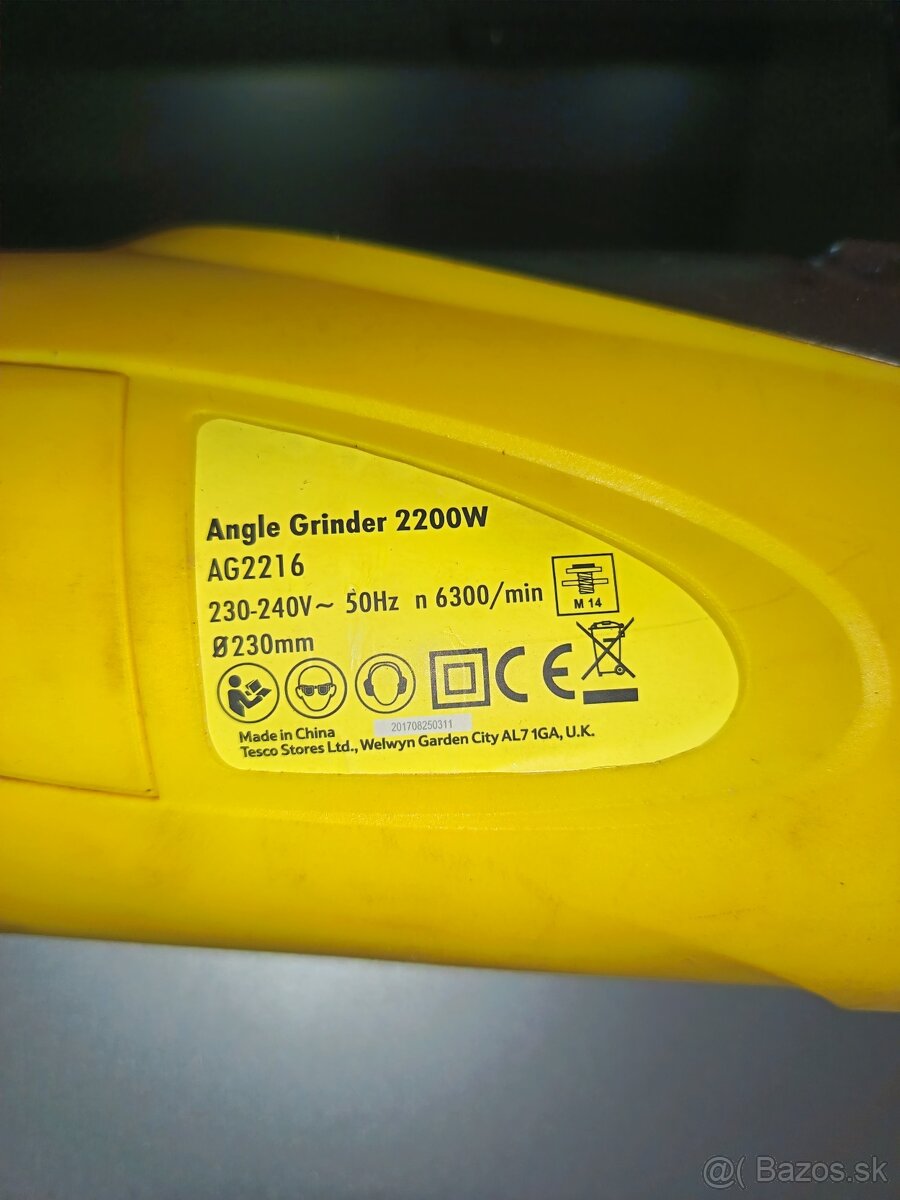 Angle Grinder 2200W
AG2216
230-240V~ 50Hz n 6300/min
M 14
Ø230mm
CE
201708250311
Made in China
Tesco Stores Ltd., Welwyn Garden City AL7 1GA, U.K.
@( Bazos.sk